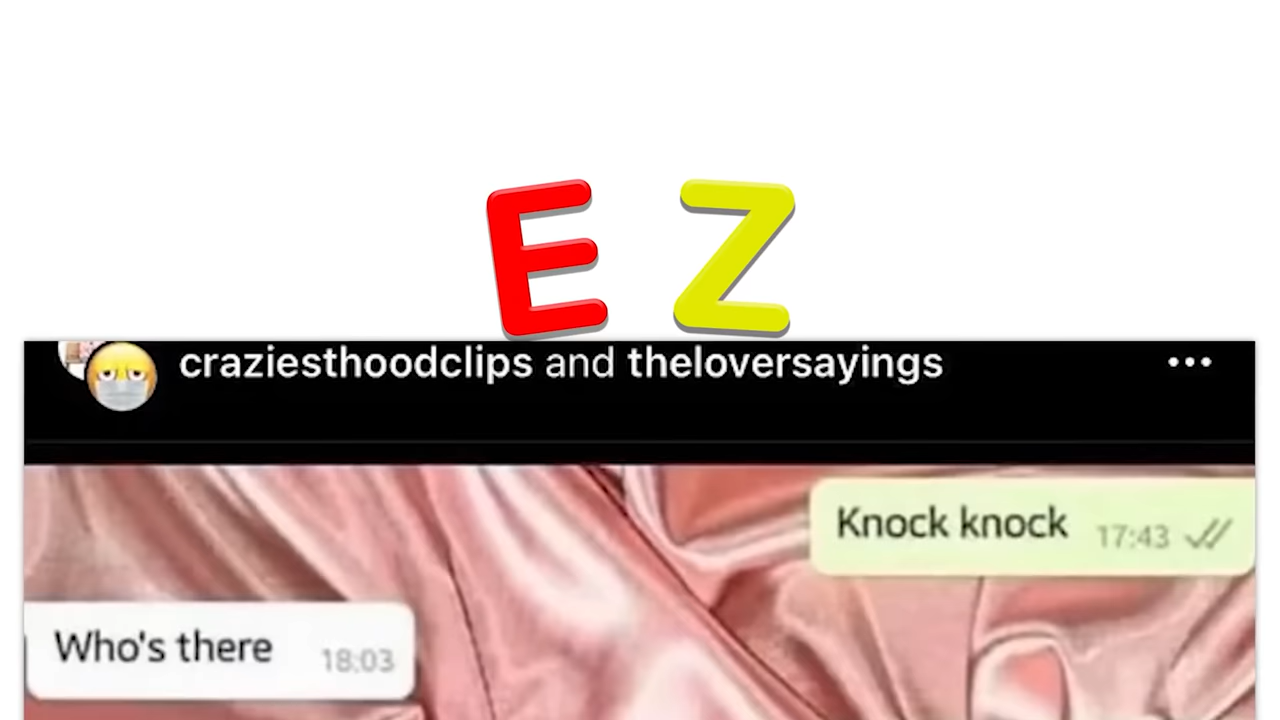 E Z
craziesthoodclips and theloversayings
Knock knock 17:43
Who's there 18:03